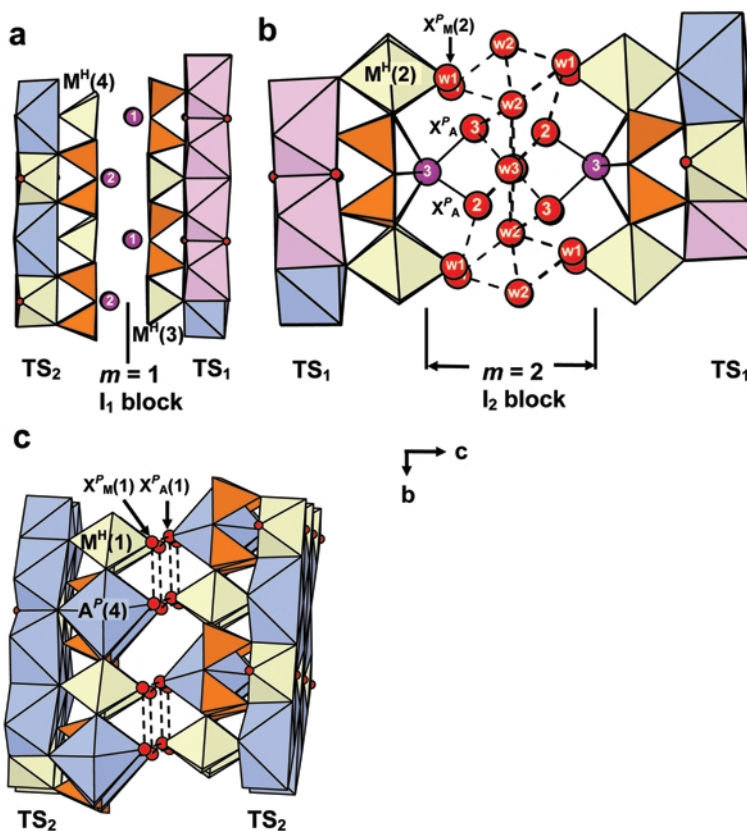 a
M^H(4)
1
2
1
2
M^H(3)
TS₂
m = 1
TS₁
I₁ block
b
X^P_M(2)
w2
w1
w1
M^H(2)
w2
X^P_A
3
2
3
w3
3
X^P_A
2
3
w2
w1
w1
w2
TS₁
m = 2
TS₁
I₂ block
c
c
b
X^P_M(1) X^P_A(1)
M^H(1)
A^P(4)
TS₂
TS₂